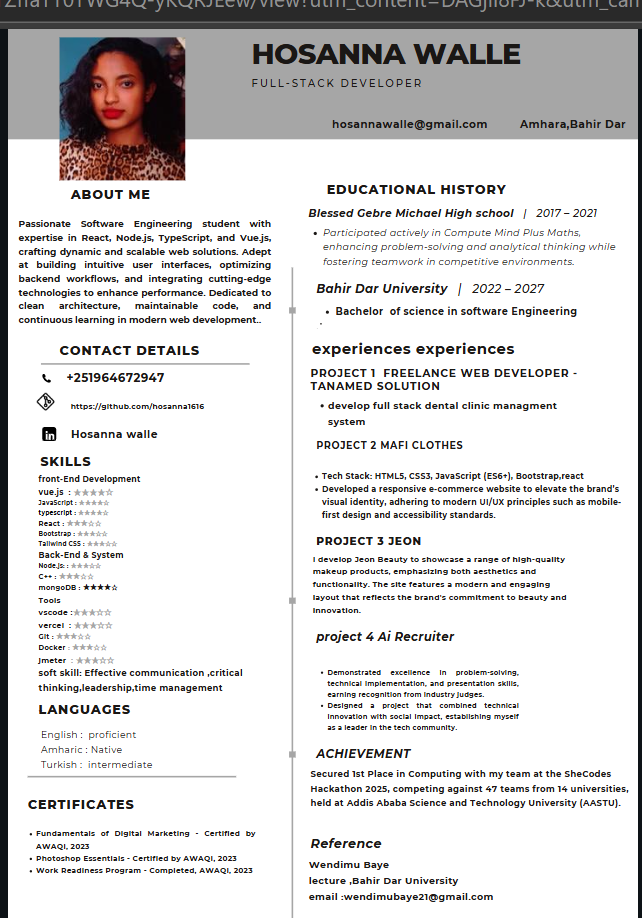 HOSANNA WALLE
FULL-STACK DEVELOPER
hosannawalle@gmail.com
Amhara,Bahir Dar
ABOUT ME
Passionate Software Engineering student with
expertise in React, Node.js, TypeScript, and Vue.js,
crafting dynamic and scalable web solutions. Adept
at building intuitive user interfaces, optimizing
backend workflows, and integrating cutting-edge
technologies to enhance performance. Dedicated to
clean architecture, maintainable code, and
continuous learning in modern web development..
CONTACT DETAILS
+251964672947
https://github.com/hosanna1616
Hosanna walle
SKILLS
front-End Development
vue.js : ★★★★☆
JavaScript : ★★★★☆
typescript : ★★★★☆
React : ★★★☆☆
Bootstrap : ★★★☆☆
Tailwind CSS : ★★★☆☆
Back-End & System
Node.js: : ★★★★☆
C++ : ★★★☆☆
mongoDB : ★★★★☆
Tools
vscode :★★★☆☆
vercel : ★★★☆☆
Git : ★★★☆☆
Docker : ★★★☆☆
jmeter : ★★★☆☆
soft skill: Effective communication ,critical
thinking,leadership,time management
LANGUAGES
English : proficient
Amharic : Native
Turkish : intermediate
CERTIFICATES
• Fundamentals of Digital Marketing - Certified by
AWAQI, 2023
• Photoshop Essentials - Certified by AWAQI, 2023
• Work Readiness Program - Completed, AWAQI, 2023
EDUCATIONAL HISTORY
Blessed Gebre Michael High school | 2017 – 2021
• Participated actively in Compute Mind Plus Maths,
enhancing problem-solving and analytical thinking while
fostering teamwork in competitive environments.
Bahir Dar University | 2022 – 2027
• Bachelor of science in software Engineering
experiences experiences
PROJECT 1 FREELANCE WEB DEVELOPER -
TANAMED SOLUTION
• develop full stack dental clinic managment
system
PROJECT 2 MAFI CLOTHES
• Tech Stack: HTML5, CSS3, JavaScript (ES6+), Bootstrap,react
• Developed a responsive e-commerce website to elevate the brand's
visual identity, adhering to modern UI/UX principles such as mobile-
first design and accessibility standards.
PROJECT 3 JEON
I develop Jeon Beauty to showcase a range of high-quality
makeup products, emphasizing both aesthetics and
functionality. The site features a modern and engaging
layout that reflects the brand's commitment to beauty and
innovation.
project 4 Ai Recruiter
• Demonstrated excellence in problem-solving,
technical implementation, and presentation skills,
earning recognition from industry judges.
• Designed a project that combined technical
innovation with social impact, establishing myself
as a leader in the tech community.
ACHIEVEMENT
Secured 1st Place in Computing with my team at the SheCodes
Hackathon 2025, competing against 47 teams from 14 universities,
held at Addis Ababa Science and Technology University (AASTU).
Reference
Wendimu Baye
lecture ,Bahir Dar University
email :wendimubaye21@gmail.com